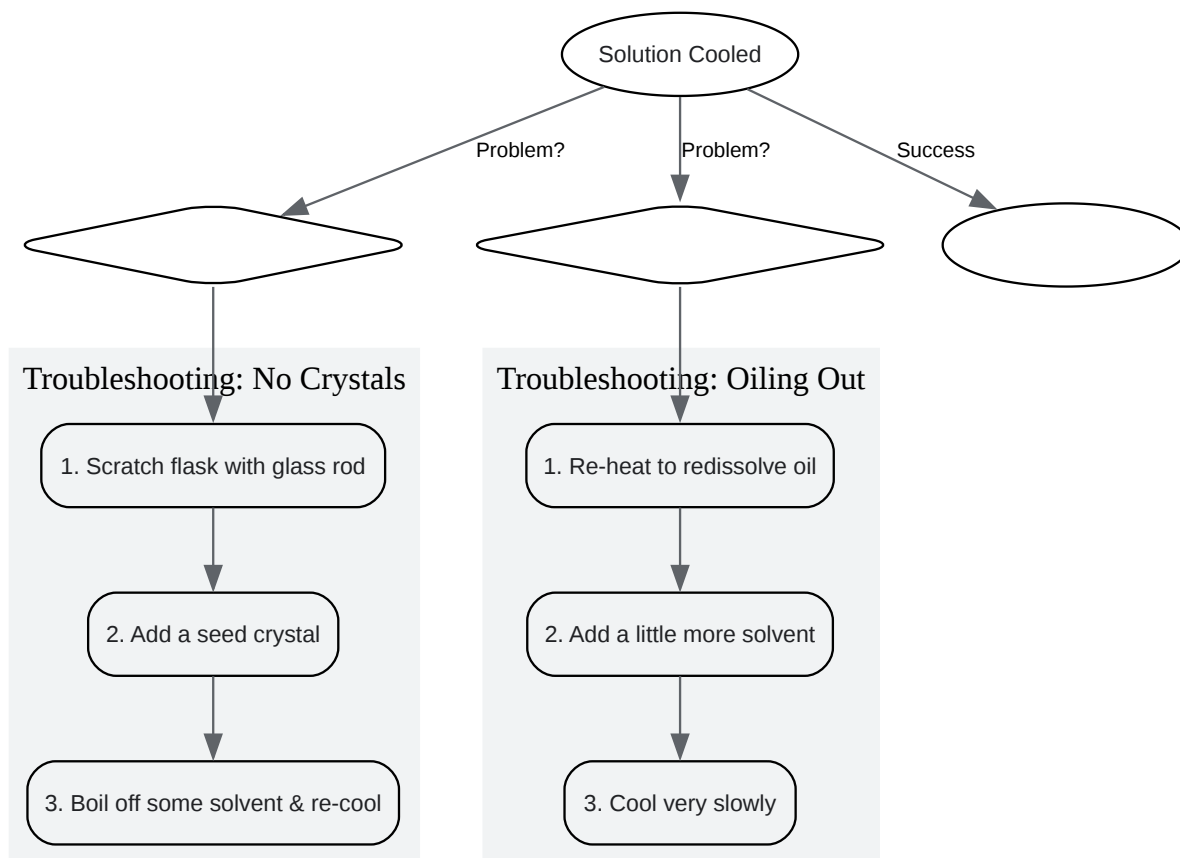 Solution Cooled
Problem?
Problem?
Success
Troubleshooting: No Crystals
1. Scratch flask with glass rod
2. Add a seed crystal
3. Boil off some solvent & re-cool
Troubleshooting: Oiling Out
1. Re-heat to redissolve oil
2. Add a little more solvent
3. Cool very slowly